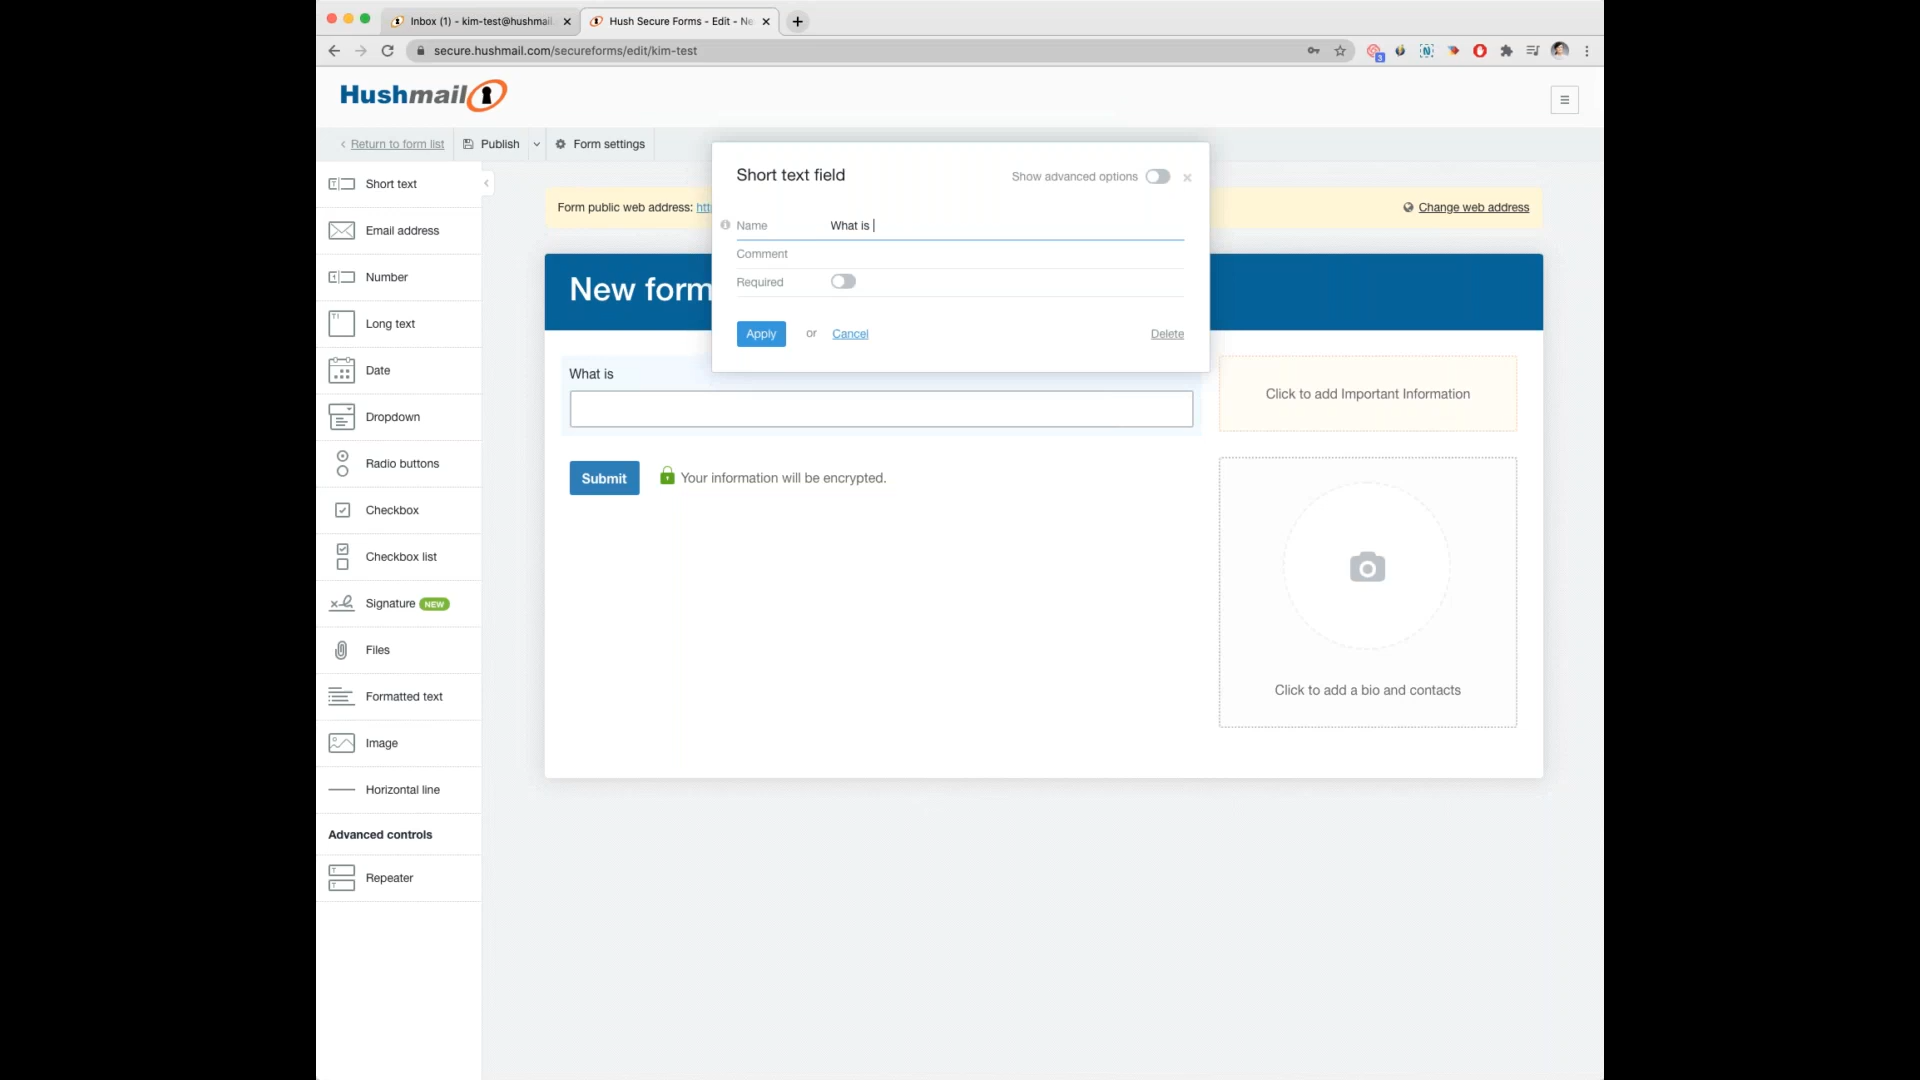 Inbox (1) - kim-test@hushmail.
Hush Secure Forms - Edit - Ne
secure.hushmail.com/secureforms/edit/kim-test
3
Hushmail
Return to form list
Publish
Form settings
Short text
Email address
Number
Long text
Date
Dropdown
Radio buttons
Checkbox
Checkbox list
Signature NEW
Files
Formatted text
Image
Horizontal line
Advanced controls
Repeater
Form public web address: htt
Change web address
New form
Short text field
Show advanced options
Name What is
Comment
Required
Apply or Cancel Delete
What is
Submit
Your information will be encrypted.
Click to add Important Information
Click to add a bio and contacts